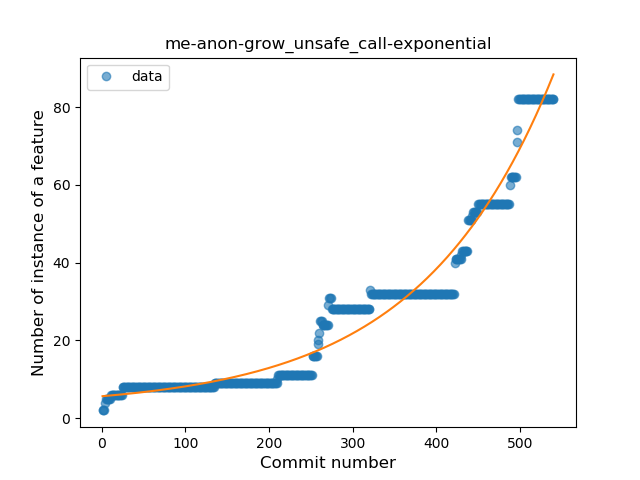 me-anon-grow_unsafe_call-exponential
data
Number of instance of a feature
80
60
40
20
0
0 100 200 300 400 500
Commit number